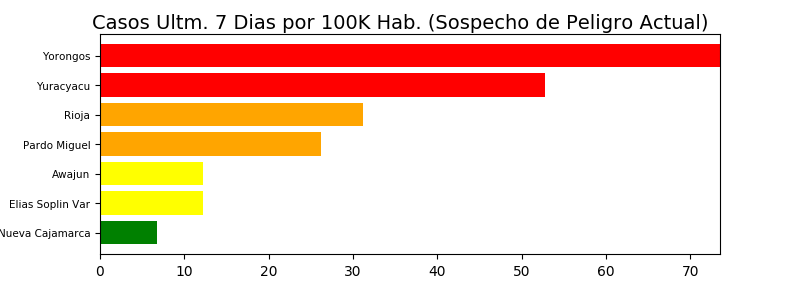 Casos Ultm. 7 Dias por 100K Hab. (Sospecho de Peligro Actual)
Yorongos
Yuracyacu
Rioja
Pardo Miguel
Awajun
Elias Soplin Var
Nueva Cajamarca
0 10 20 30 40 50 60 70